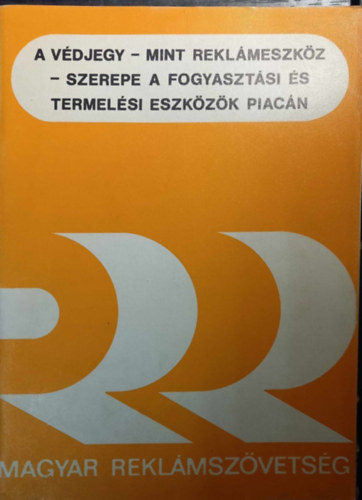 A VÉDJEGY – MINT REKLÁMESZKÖZ
– SZEREPE A FOGYASZTÁSI ÉS
TERMELÉSI ESZKÖZÖK PIACÁN
MAGYAR REKLÁMSZÖVETSÉG